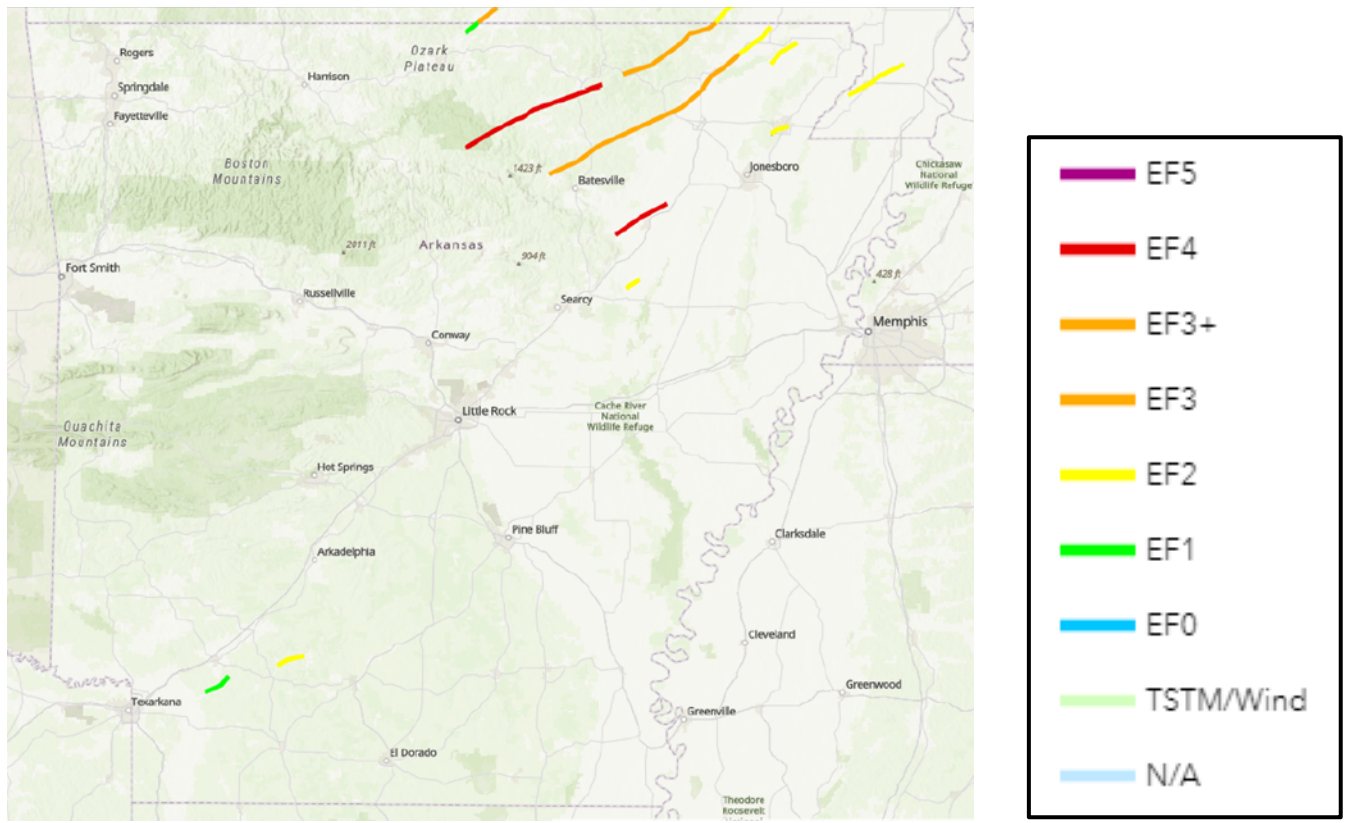 Rogers
Ozark
Plateau
Harrison
Springdale
Fayetteville
Boston
Mountains
1423 ft
Batesville
Jonesboro
Chickasaw
National
Wildlife Refuge
2011 ft
Arkansas
904 ft
Fort Smith
428 ft
Russellville
Searcy
Memphis
Conway
Little Rock
Cache River
National
Wildlife Refuge
Ouachita
Mountains
Hot Springs
Pine Bluff
Clarksdale
Arkadelphia
Cleveland
Greenwood
Texarkana
Greenville
El Dorado
Theodore
Roosevelt
EF5
EF4
EF3+
EF3
EF2
EF1
EF0
TSTM/Wind
N/A